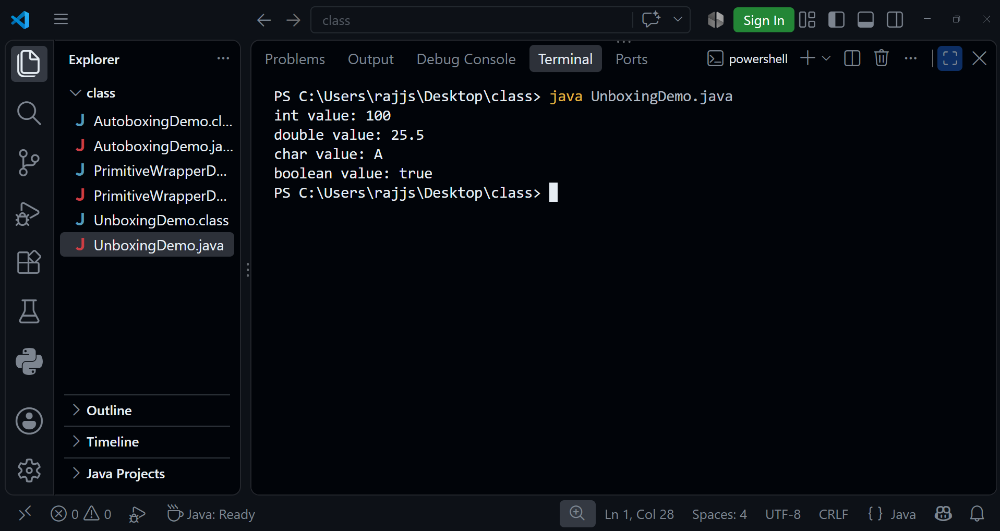 class
Sign In
Explorer
class
AutoboxingDemo.cl...
AutoboxingDemo.ja...
PrimitiveWrapperD...
PrimitiveWrapperD...
UnboxingDemo.class
UnboxingDemo.java
Outline
Timeline
Java Projects
Problems Output Debug Console Terminal Ports powershell
PS C:\Users\rajjs\Desktop\class> java UnboxingDemo.java
int value: 100
double value: 25.5
char value: A
boolean value: true
PS C:\Users\rajjs\Desktop\class>
0 0 Java: Ready Ln 1, Col 28 Spaces: 4 UTF-8 CRLF {} Java